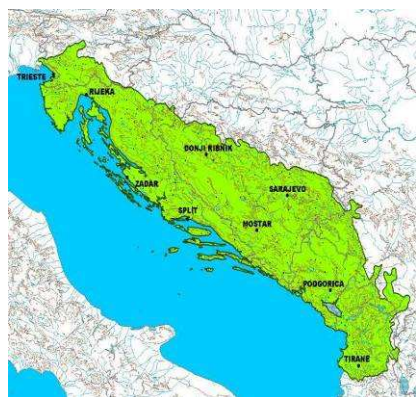 TRIESTE
RIJEKA
DONJI RIBNIK
ZADAR
SARAJEVO
SPLIT
MOSTAR
PODGORICA
TIRANE